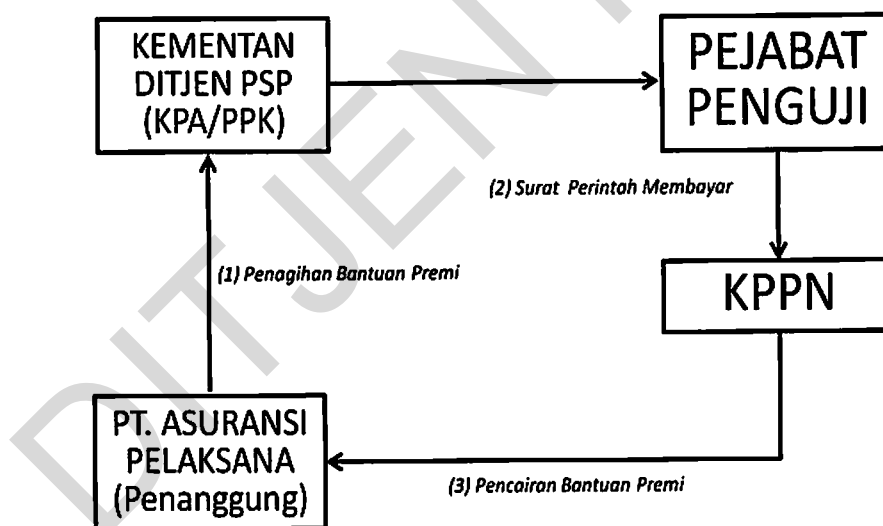 KEMENTAN
DITJEN PSP
(KPA/PPK)
PEJABAT
PENGUJI
(2) Surat Perintah Membayar
(1) Penagihan Bantuan Premi
KPPN
PT. ASURANSI
PELAKSANA
(Penanggung)
(3) Pencairan Bantuan Premi
DITJEN